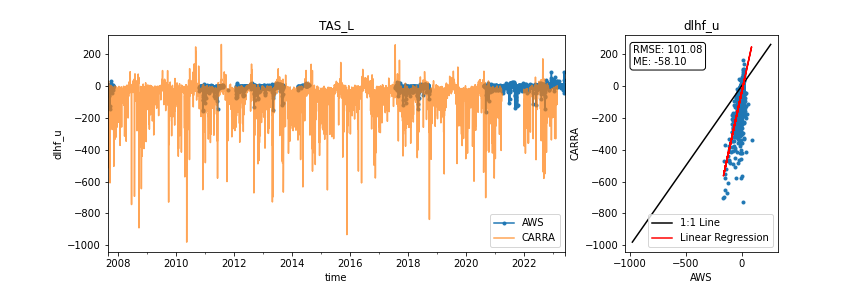 TAS_L
dlhf_u
200
0
−200
−400
−600
−800
−1000
dlhf_u
2008
2010
2012
2014
2016
2018
2020
2022
time
AWS
CARRA
dlhf_u
RMSE: 101.08
ME: -58.10
200
0
−200
−400
−600
−800
−1000
CARRA
1:1 Line
Linear Regression
−1000
−500
0
AWS